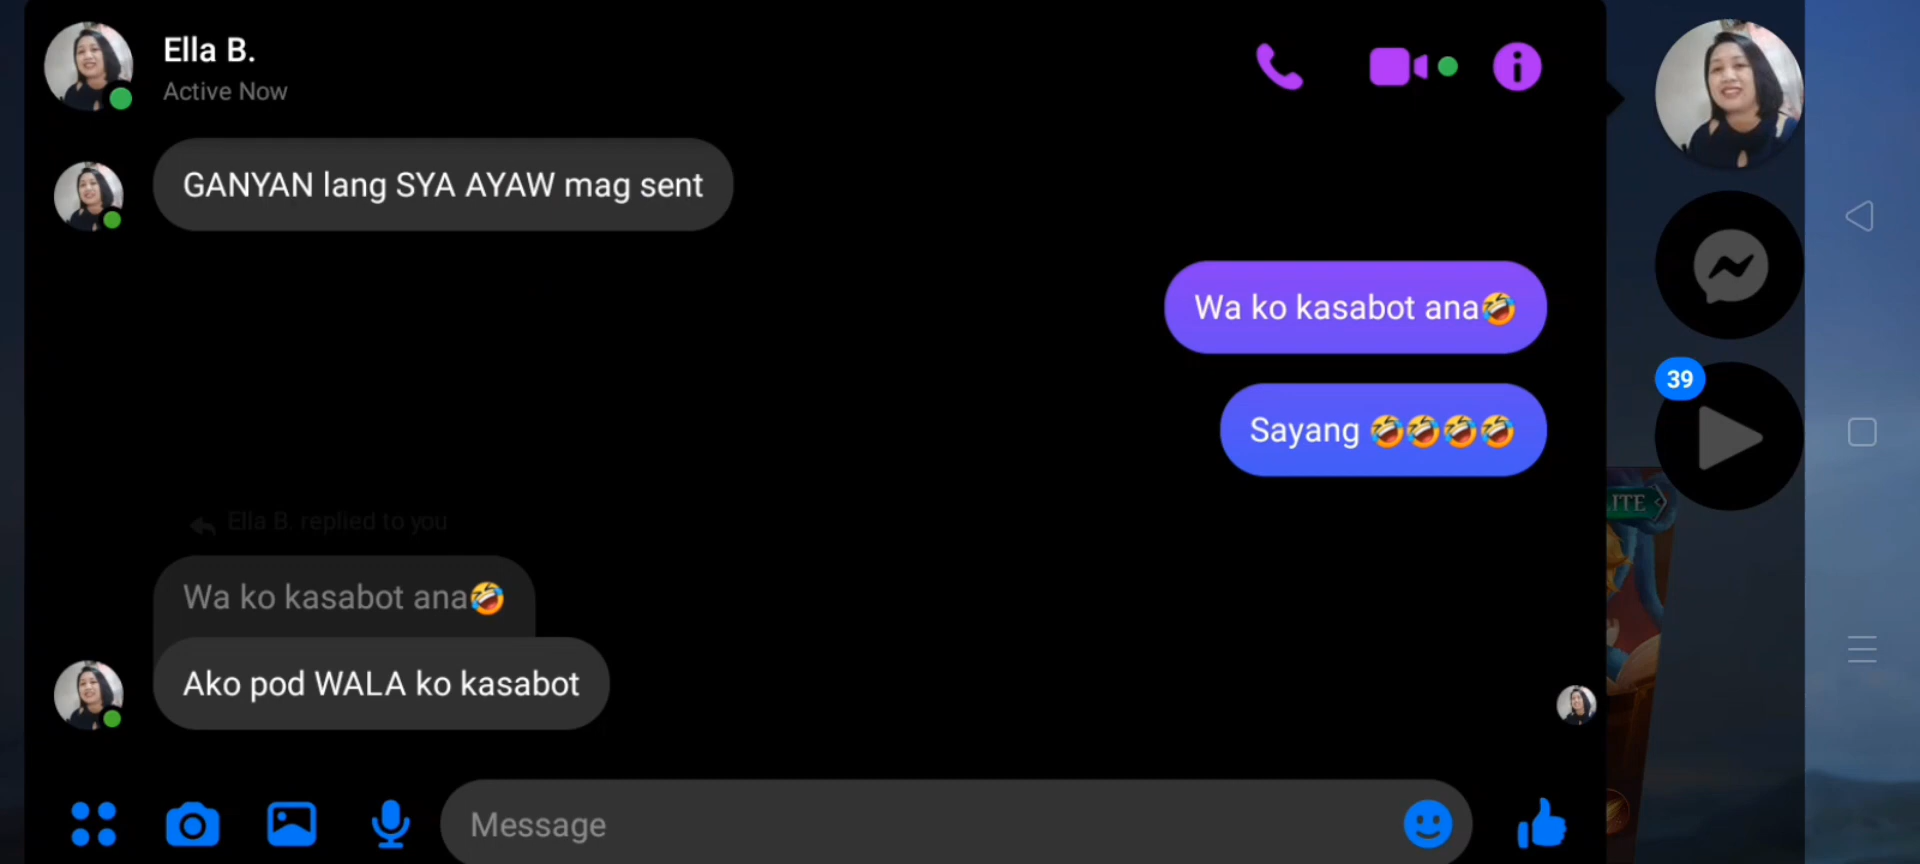 Ella B.
Active Now
GANYAN lang SYA AYAW mag sent
Wa ko kasabot ana🤣
Sayang 🤣🤣🤣🤣
39
ITE
Ella B. replied to you
Wa ko kasabot ana🤣
Ako pod WALA ko kasabot
Message